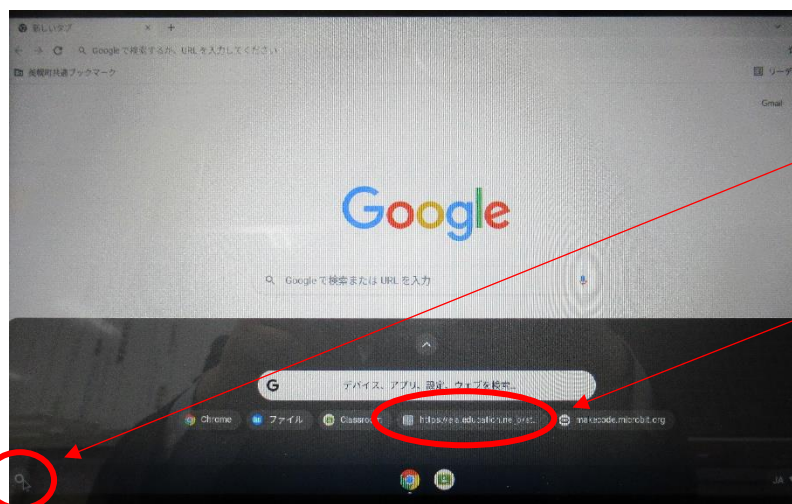 新しいタブ
Google で検索するか、URL を入力してください
共通ブックマーク
リーデ
Gmail
Google
Google で検索または URL を入力
G デバイス、アプリ、設定、ウェブを検索...
Chrome ファイル Classroom makecode.microbit.org
JA